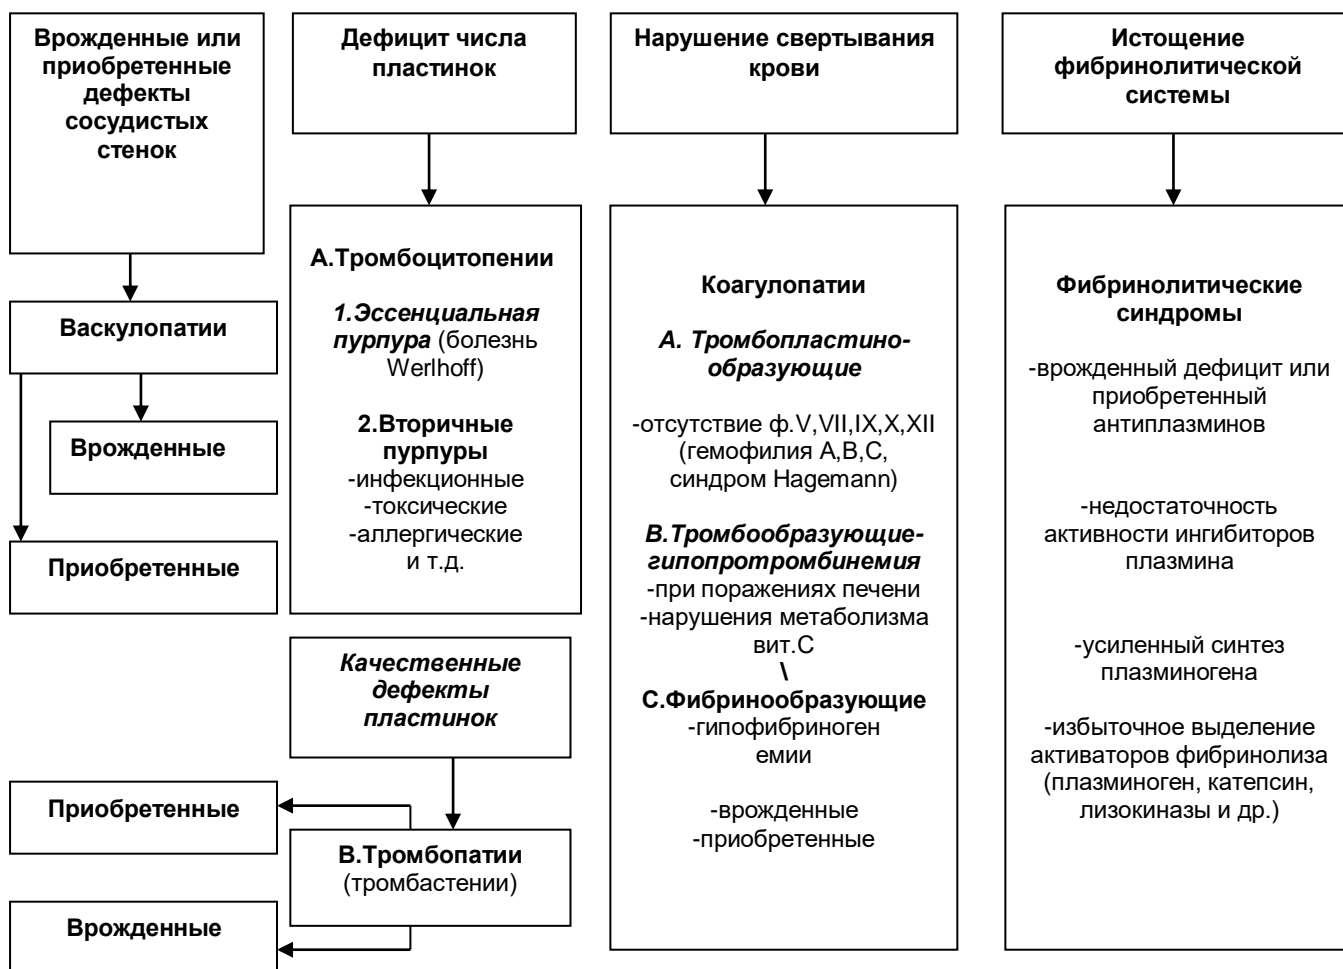 Врожденные или
приобретенные
дефекты
сосудистых
стенок
Васкулопатии
Врожденные
Приобретенные
Дефицит числа
пластинок
А.Тромбоцитопении
1.Эссенциальная
пурпура (болезнь
Werlhoff)
2.Вторичные
пурпуры
-инфекционные
-токсические
-аллергические
и т.д.
Качественные
дефекты
пластинок
В.Тромбопатии
(тромбастении)
Приобретенные
Врожденные
Нарушение свертывания
крови
Коагулопатии
А. Тромбопластино-
образующие
-отсутствие ф.V,VII,IX,X,XII
(гемофилия А,В,С,
синдром Hagemann)
В.Тромбообразующие-
гипопротромбинемия
-при поражениях печени
-нарушения метаболизма
вит.С
\
С.Фибринообразующие
-гипофибриноген
емии
-врожденные
-приобретенные
Истощение
фибринолитической
системы
Фибринолитические
синдромы
-врожденный дефицит или
приобретенный
антиплазминов
-недостаточность
активности ингибиторов
плазмина
-усиленный синтез
плазминогена
-избыточное выделение
активаторов фибринолиза
(плазминоген, катепсин,
лизокиназы и др.)